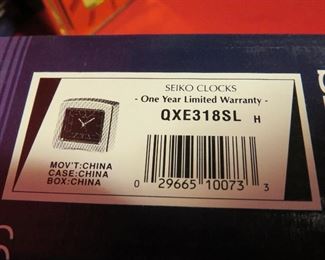 SEIKO CLOCKS
- One Year Limited Warranty -
QXE318SL H
MOV'T:CHINA
CASE:CHINA
BOX:CHINA
0 29665 10073 3